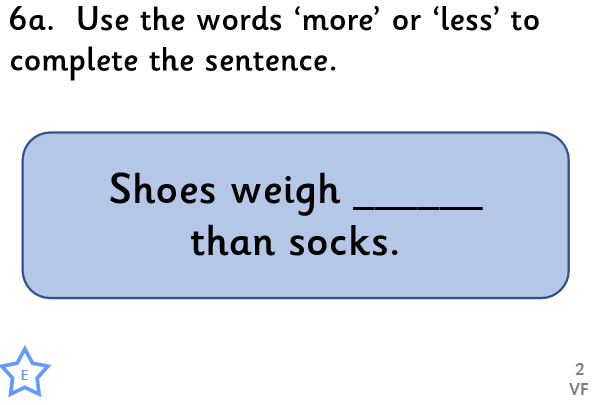 6a. Use the words ‘more’ or ‘less’ to
complete the sentence.
Shoes weigh ______
than socks.
E
2
VF